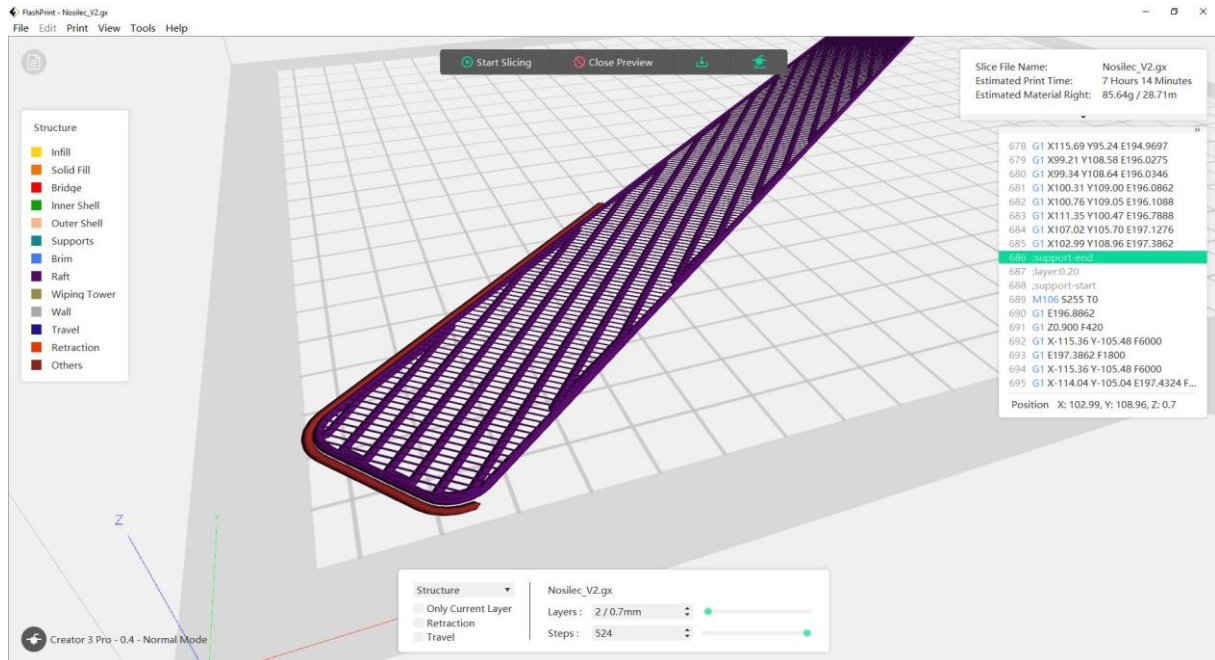 FlashPrint - Nosilec_V2.gx
File Edit Print View Tools Help
Start Slicing Close Preview
Slice File Name: Nosilec_V2.gx
Estimated Print Time: 7 Hours 14 Minutes
Estimated Material Right: 85.64g / 28.71m
Structure
Infill
Solid Fill
Bridge
Inner Shell
Outer Shell
Supports
Brim
Raft
Wiping Tower
Wall
Travel
Retraction
Others
678 G1 X115.69 Y95.24 E194.9697
679 G1 X99.21 Y108.58 E196.0275
680 G1 X99.34 Y108.64 E196.0346
681 G1 X100.31 Y109.00 E196.0862
682 G1 X100.76 Y109.05 E196.1088
683 G1 X111.35 Y100.47 E196.7888
684 G1 X107.02 Y105.70 E197.1276
685 G1 X102.99 Y108.96 E197.3862
686 ;support-end
687 ;layer:0.20
688 ;support-start
689 M106 S255 T0
690 G1 E196.8862
691 G1 Z0.900 F420
692 G1 X-115.36 Y-105.48 F6000
693 G1 E197.3862 F1800
694 G1 X-115.36 Y-105.48 F6000
695 G1 X-114.04 Y-105.04 E197.4324 F...
Position X: 102.99, Y: 108.96, Z: 0.7
Z
Structure
Only Current Layer
Retraction
Travel
Nosilec_V2.gx
Layers : 2 / 0.7mm
Steps : 524
Creator 3 Pro - 0.4 - Normal Mode